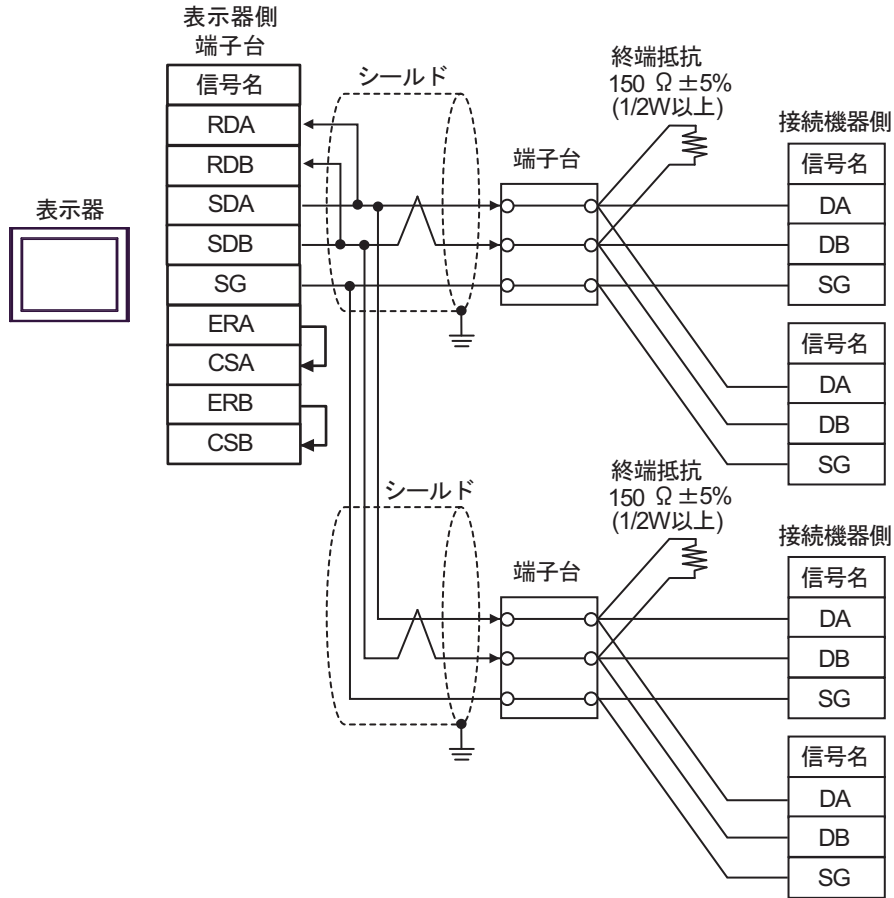 表示器側
端子台
信号名
RDA
RDB
SDA
SDB
SG
ERA
CSA
ERB
CSB
表示器
シールド
端子台
終端抵抗
150 Ω ±5%
(1/2W以上)
接続機器側
信号名
DA
DB
SG
信号名
DA
DB
SG
シールド
端子台
終端抵抗
150 Ω ±5%
(1/2W以上)
接続機器側
信号名
DA
DB
SG
信号名
DA
DB
SG